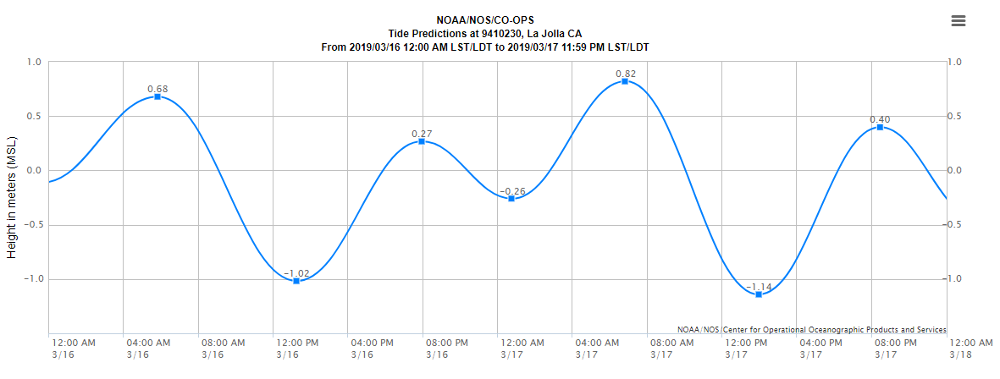 NOAA/NOS/CO-OPS
Tide Predictions at 9410230, La Jolla CA
From 2019/03/16 12:00 AM LST/LDT to 2019/03/17 11:59 PM LST/LDT
Height in meters (MSL)
1.0 1.0
0.82
0.68
0.5 0.5
0.40
0.27
0.0 0.0
−0.26
−0.5 −0.5
−1.02
−1.0 −1.0
−1.14
NOAA/NOS/Center for Operational Oceanographic Products and Services
12:00 AM 04:00 AM 08:00 AM 12:00 PM 04:00 PM 08:00 PM 12:00 AM 04:00 AM 08:00 AM 12:00 PM 04:00 PM 08:00 PM 12:00 AM
3/16 3/16 3/16 3/16 3/16 3/16 3/17 3/17 3/17 3/17 3/17 3/17 3/18